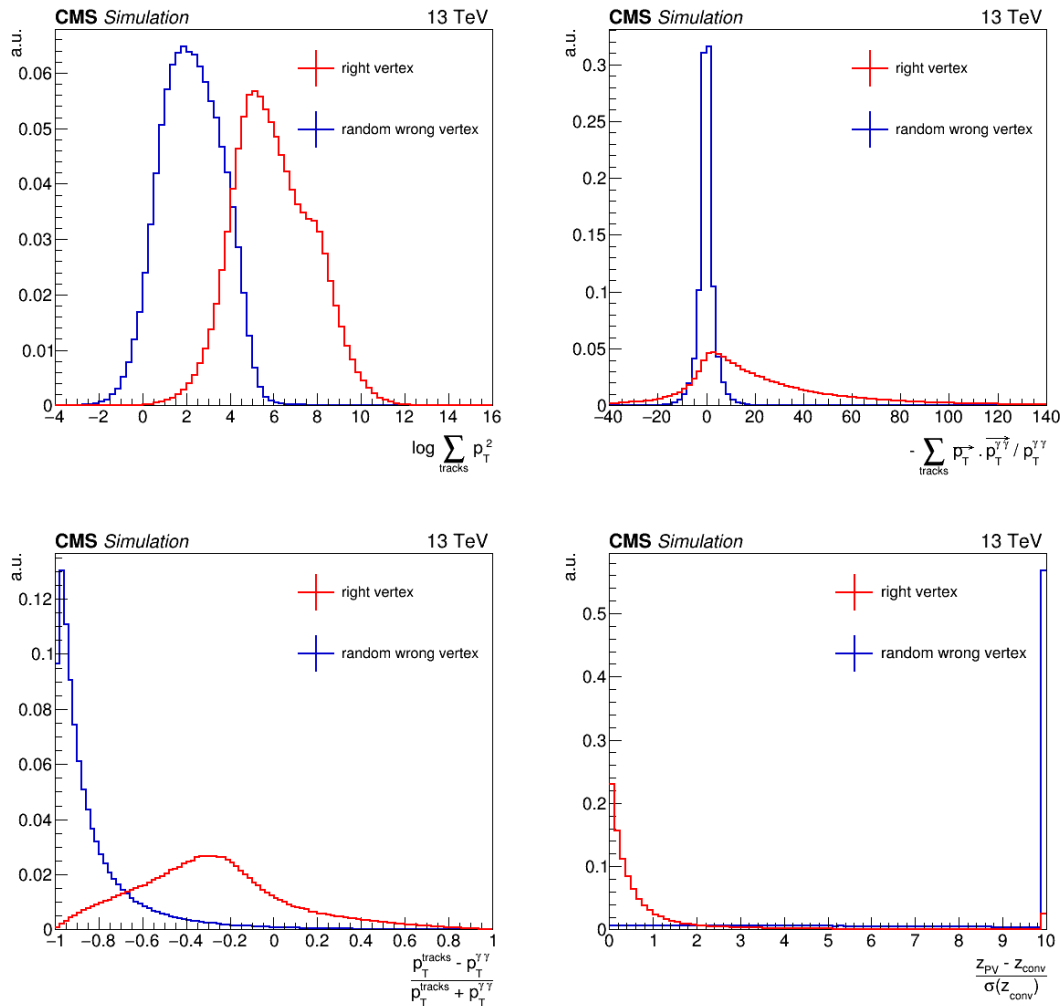 CMS Simulation 13 TeV
a.u.
0.06
0.05
0.04
0.03
0.02
0.01
0
right vertex
random wrong vertex
−4 −2 0 2 4 6 8 10 12 14 16
log ∑ p_T^2
tracks
CMS Simulation 13 TeV
a.u.
0.3
0.25
0.2
0.15
0.1
0.05
0
right vertex
random wrong vertex
−40 −20 0 20 40 60 80 100 120 140
- ∑ p_T . p_T^γγ / p_T^γγ
tracks
CMS Simulation 13 TeV
a.u.
0.12
0.1
0.08
0.06
0.04
0.02
0
right vertex
random wrong vertex
−1 −0.8 −0.6 −0.4 −0.2 0 0.2 0.4 0.6 0.8 1
p_T^tracks - p_T^γγ
p_T^tracks + p_T^γγ
CMS Simulation 13 TeV
a.u.
0.5
0.4
0.3
0.2
0.1
0
right vertex
random wrong vertex
0 1 2 3 4 5 6 7 8 9 10
z_PV - z_conv
σ(z_conv)